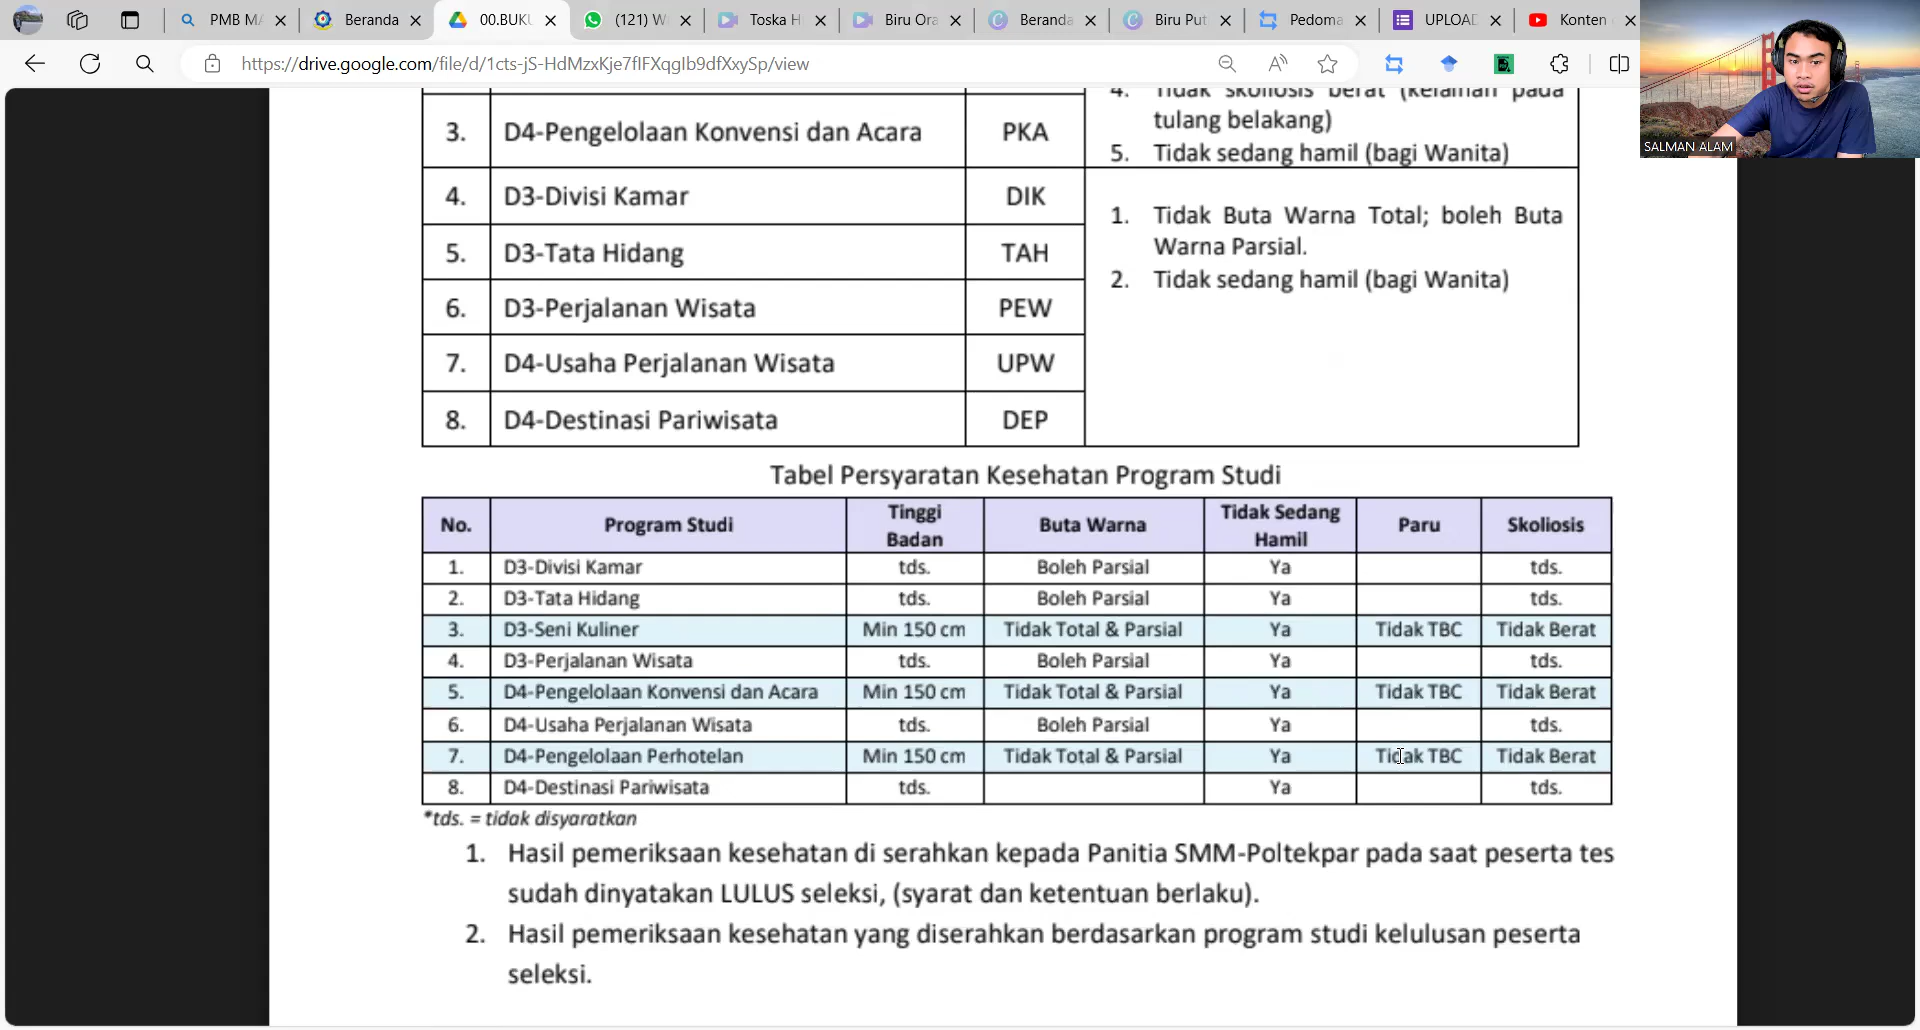 PMB MA
Beranda
00.BUKU
(121) W
Toska H
Biru Ora
Beranda
Biru Put
Pedoma
UPLOAD
Konten
https://drive.google.com/file/d/1cts-jS-HdMzxKje7fIFXqgIb9dfXxySp/view
SALMAN ALAM
4. Tidak skoliosis berat (kelainan pada
tulang belakang)
5. Tidak sedang hamil (bagi Wanita)
3. D4-Pengelolaan Konvensi dan Acara PKA
4. D3-Divisi Kamar DIK
5. D3-Tata Hidang TAH
6. D3-Perjalanan Wisata PEW
7. D4-Usaha Perjalanan Wisata UPW
8. D4-Destinasi Pariwisata DEP
1. Tidak Buta Warna Total; boleh Buta
Warna Parsial.
2. Tidak sedang hamil (bagi Wanita)
Tabel Persyaratan Kesehatan Program Studi
No. Program Studi Tinggi Badan Buta Warna Tidak Sedang Hamil Paru Skoliosis
1. D3-Divisi Kamar tds. Boleh Parsial Ya tds.
2. D3-Tata Hidang tds. Boleh Parsial Ya tds.
3. D3-Seni Kuliner Min 150 cm Tidak Total & Parsial Ya Tidak TBC Tidak Berat
4. D3-Perjalanan Wisata tds. Boleh Parsial Ya tds.
5. D4-Pengelolaan Konvensi dan Acara Min 150 cm Tidak Total & Parsial Ya Tidak TBC Tidak Berat
6. D4-Usaha Perjalanan Wisata tds. Boleh Parsial Ya tds.
7. D4-Pengelolaan Perhotelan Min 150 cm Tidak Total & Parsial Ya Tidak TBC Tidak Berat
8. D4-Destinasi Pariwisata tds. Ya tds.
*tds. = tidak disyaratkan
1. Hasil pemeriksaan kesehatan di serahkan kepada Panitia SMM-Poltekpar pada saat peserta tes
sudah dinyatakan LULUS seleksi, (syarat dan ketentuan berlaku).
2. Hasil pemeriksaan kesehatan yang diserahkan berdasarkan program studi kelulusan peserta
seleksi.